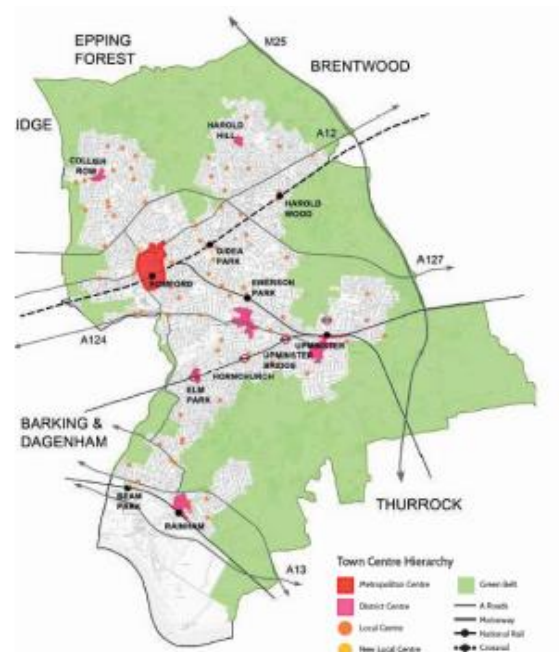 EPPING
FOREST
M25
BRENTWOOD
IDGE
HAROLD
HILL
A12
COLLIER
ROW
HAROLD
WOOD
GIDEA
PARK
A127
ROMFORD
EMERSON
PARK
A124
UPMINSTER
UPMINSTER
BRIDGE
HORNCHURCH
ELM
PARK
BARKING &
DAGENHAM
BEAM
PARK
THURROCK
RAINHAM
A13
Town Centre Hierarchy
Metropolitan Centre
Green Belt
District Centre
A Roads
Motorway
Local Centre
National Rail
New Local Centre
Crossrail